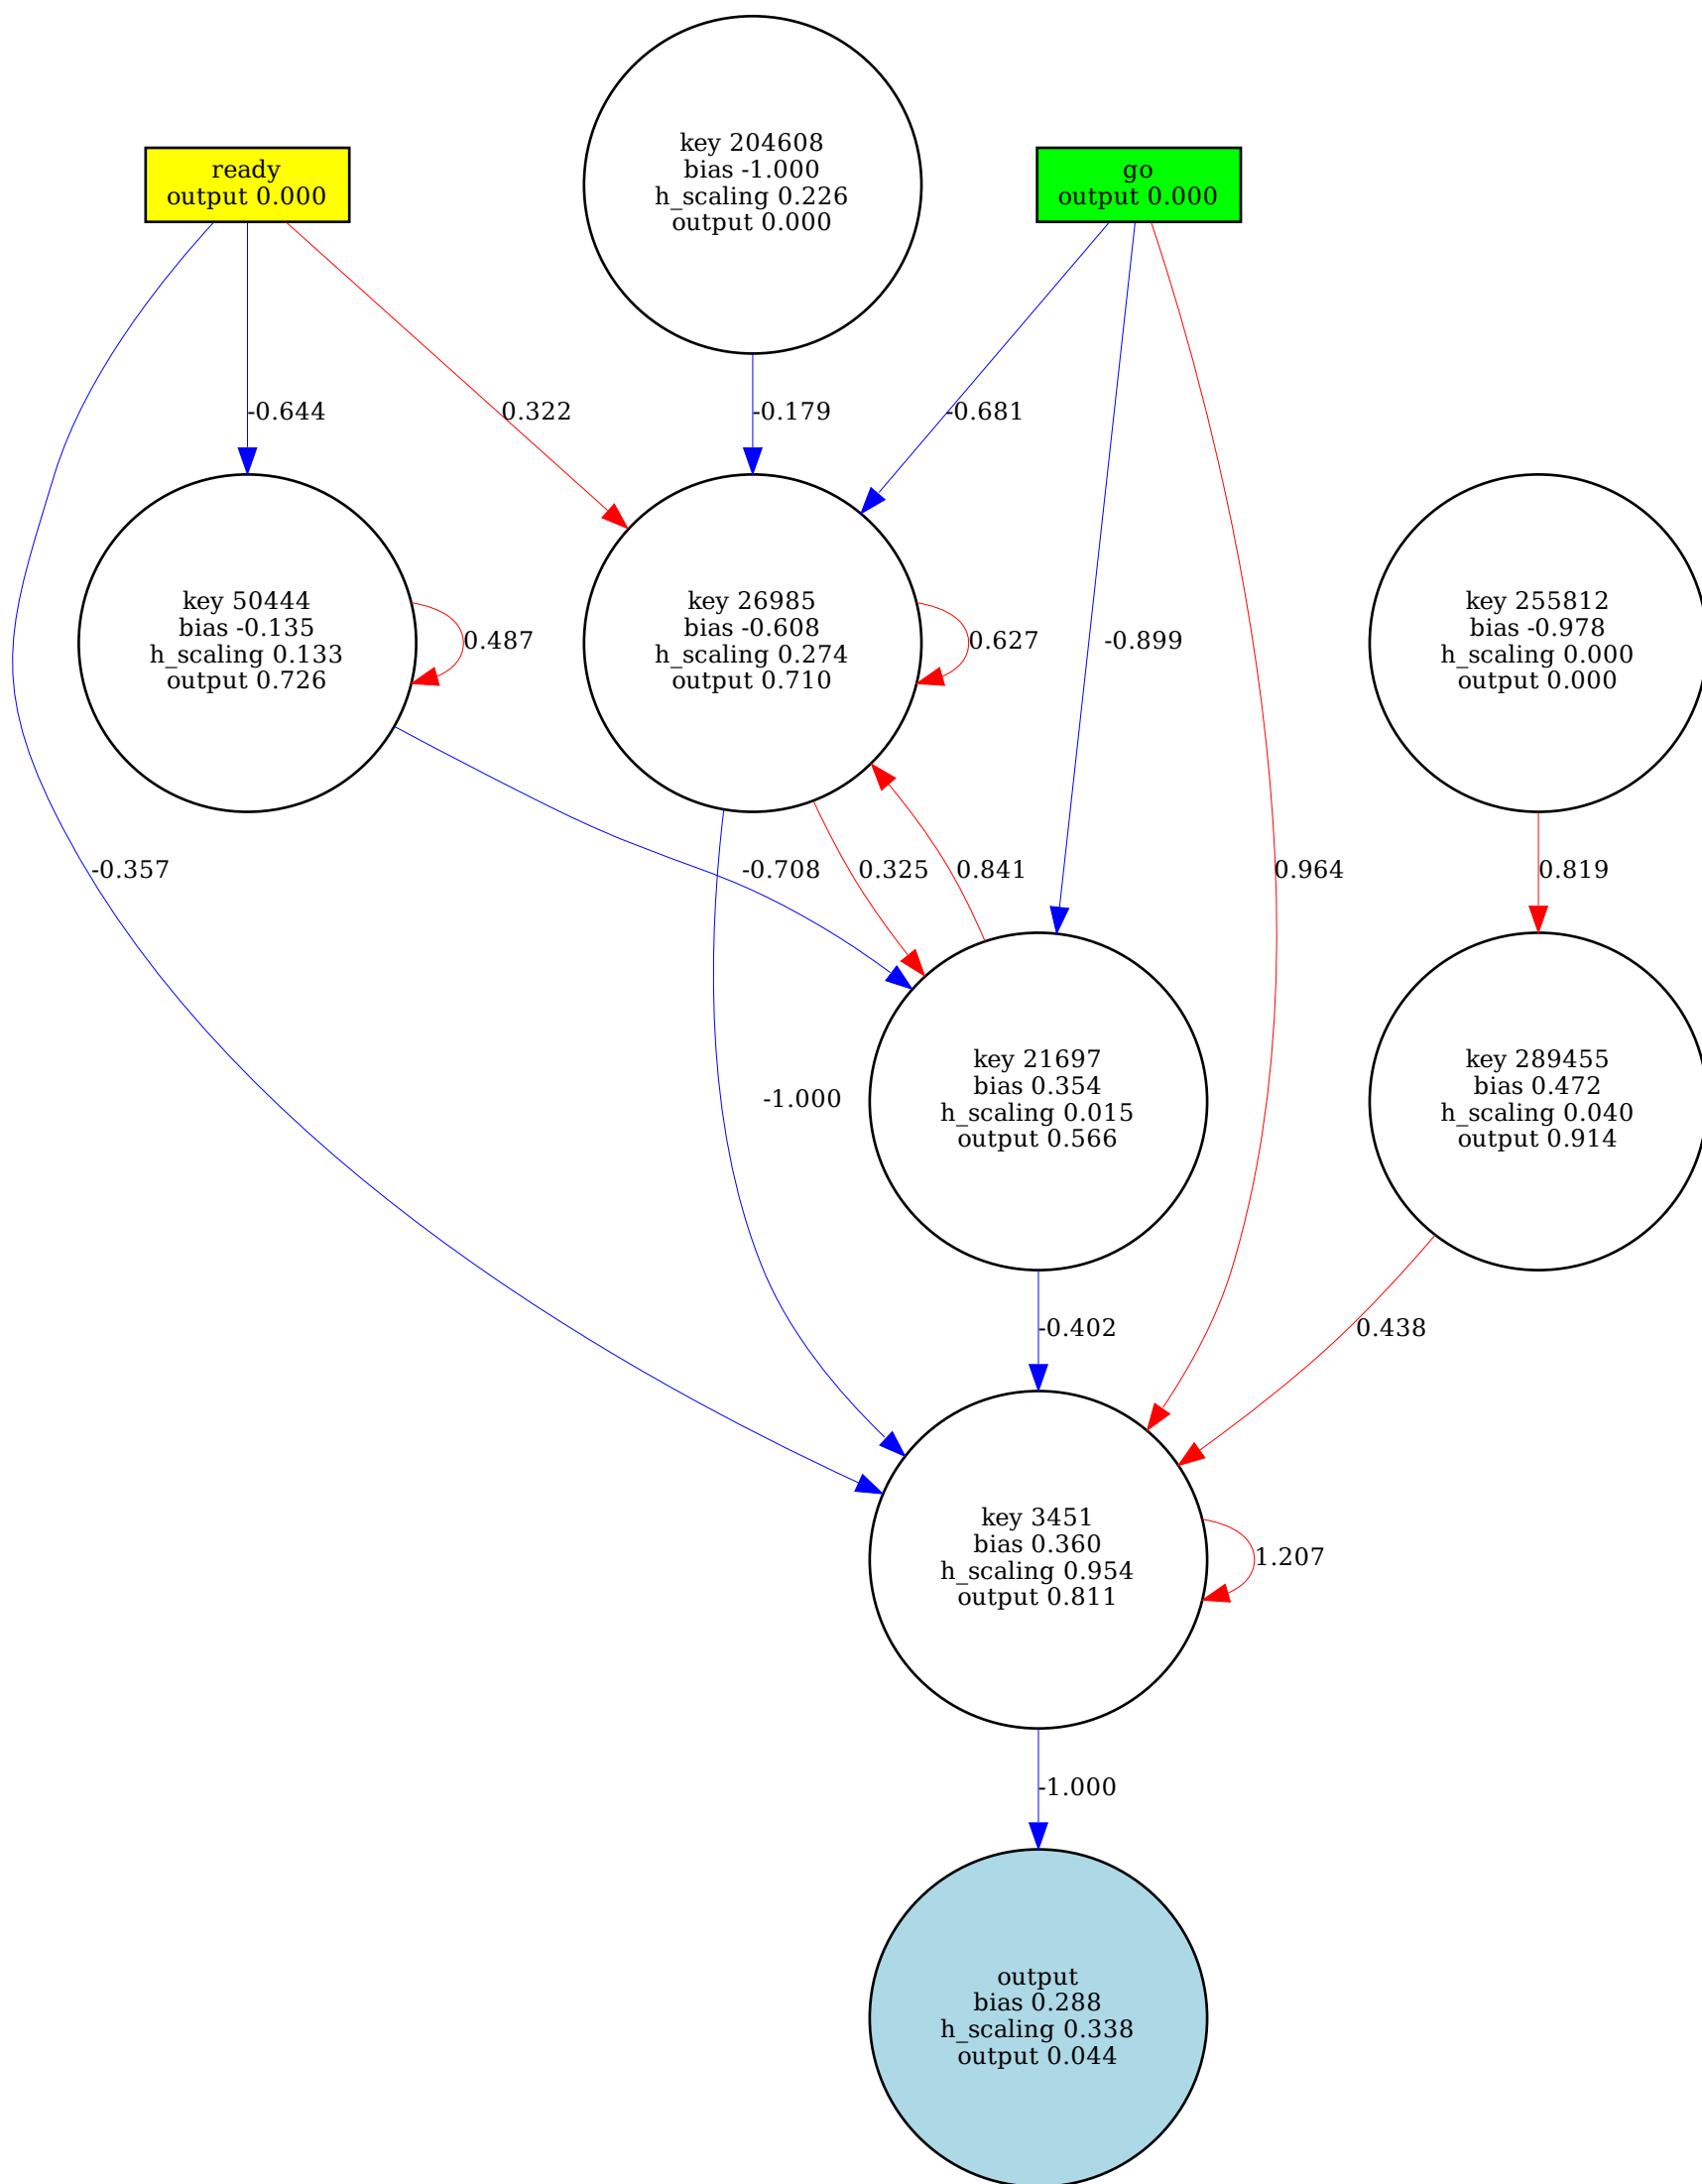 key 204608
bias -1.000
h_scaling 0.226
output 0.000
ready
output 0.000
go
output 0.000
-0.644
0.322
-0.179
-0.681
key 50444
bias -0.135
h_scaling 0.133
output 0.726
0.487
key 26985
bias -0.608
h_scaling 0.274
output 0.710
0.627
-0.899
key 255812
bias -0.978
h_scaling 0.000
output 0.000
-0.357
-0.708
0.325
0.841
0.964
0.819
-1.000
key 21697
bias 0.354
h_scaling 0.015
output 0.566
key 289455
bias 0.472
h_scaling 0.040
output 0.914
-0.402
0.438
key 3451
bias 0.360
h_scaling 0.954
output 0.811
1.207
-1.000
output
bias 0.288
h_scaling 0.338
output 0.044